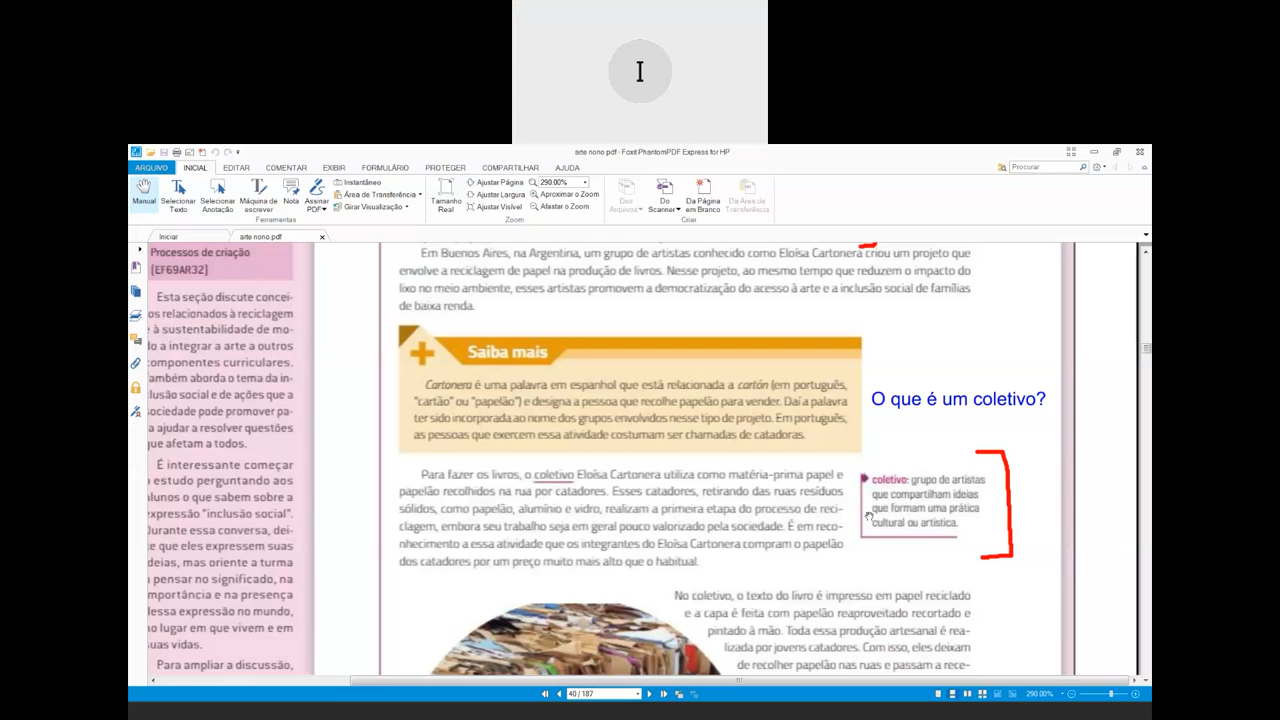 I
arte nono.pdf - Foxit PhantomPDF Express for HP
ARQUIVO INICIAL EDITAR COMENTAR EXIBIR FORMULÁRIO PROTEGER COMPARTILHAR AJUDA
Procurar
Manual
Selecionar Texto
Selecionar Anotação
Máquina de escrever
Nota
Assinar PDF
Instantâneo
Área de Transferência
Girar Visualização
Ferramentas
Tamanho Real
Ajustar Página
Ajustar Largura
Ajustar Visível
290.00%
Aproximar o Zoom
Afastar o Zoom
Zoom
Dos Arquivos
Do Scanner
Da Página em Branco
Da Área de Transferência
Criar
Iniciar
arte nono.pdf
Processos de criação
(EF69AR32)
Esta seção discute concei-
os relacionados à reciclagem
e à sustentabilidade de mo-
lo a integrar a arte a outros
componentes curriculares.
Também aborda o tema da in-
clusão social e de ações que a
sociedade pode promover pa-
a ajudar a resolver questões
que afetam a todos.
É interessante começar
o estudo perguntando aos
alunos o que sabem sobre a
expressão "inclusão social".
Durante essa conversa, dei-
xe que eles expressem suas
deias, mas oriente a turma
a pensar no significado, na
mportância e na presença
dessa expressão no mundo,
no lugar em que vivem e em
suas vidas.
Para ampliar a discussão,
Em Buenos Aires, na Argentina, um grupo de artistas conhecido como Eloísa Cartonera criou um projeto que
envolve a reciclagem de papel na produção de livros. Nesse projeto, ao mesmo tempo que reduzem o impacto do
lixo no meio ambiente, esses artistas promovem a democratização do acesso à arte e a inclusão social de famílias
de baixa renda.
Saiba mais
Cartonera é uma palavra em espanhol que está relacionada a cartón (em português,
"cartão" ou "papelão") e designa a pessoa que recolhe papelão para vender. Daí a palavra
ter sido incorporada ao nome dos grupos envolvidos nesse tipo de projeto. Em português,
as pessoas que exercem essa atividade costumam ser chamadas de catadoras.
O que é um coletivo?
Para fazer os livros, o coletivo Eloísa Cartonera utiliza como matéria-prima papel e
papelão recolhidos na rua por catadores. Esses catadores, retirando das ruas resíduos
sólidos, como papelão, alumínio e vidro, realizam a primeira etapa do processo de reci-
clagem, embora seu trabalho seja em geral pouco valorizado pela sociedade. É em reco-
nhecimento a essa atividade que os integrantes do Eloísa Cartonera compram o papelão
dos catadores por um preço muito mais alto que o habitual.
coletivo: grupo de artistas
que compartilham ideias
que formam uma prática
cultural ou artística.
No coletivo, o texto do livro é impresso em papel reciclado
e a capa é feita com papelão reaproveitado recortado e
pintado à mão. Toda essa produção artesanal é rea-
lizada por jovens catadores. Com isso, eles deixam
de recolher papelão nas ruas e passam a rece-
40 / 187
290.00%